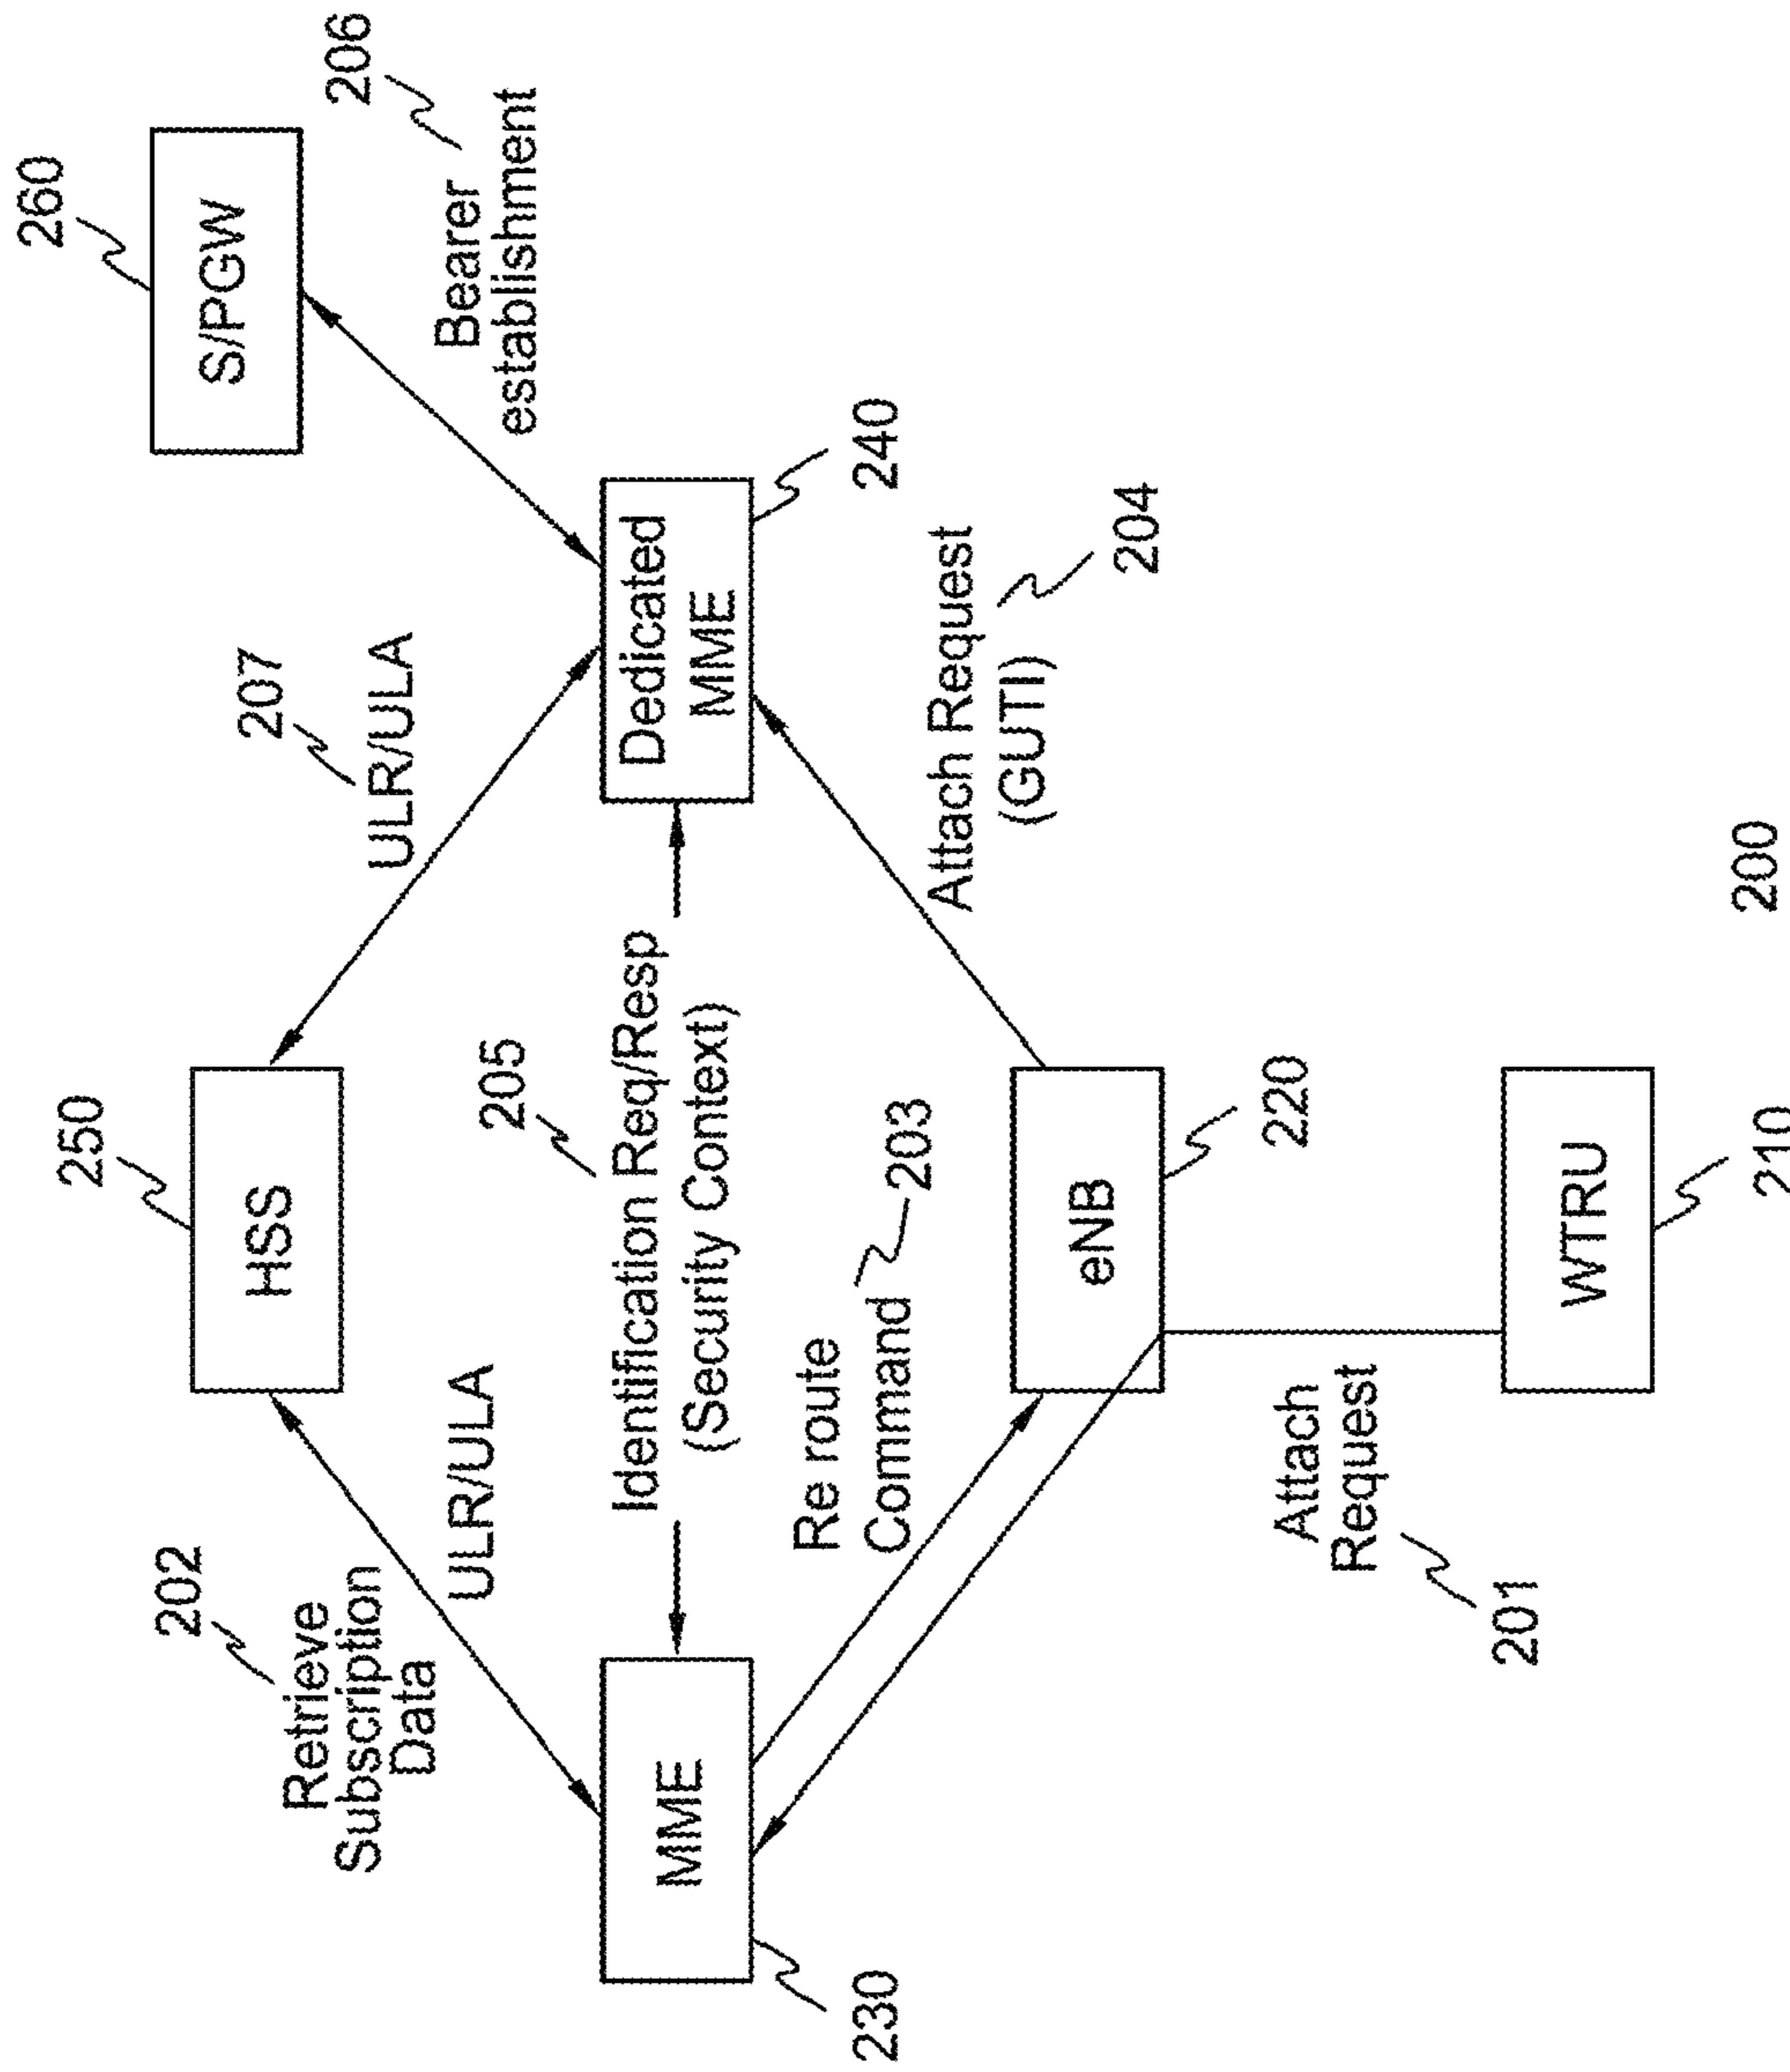 260
S/PGW
206
Bearer
establishment
207
ULR/ULA
250
HSS
202
Retrieve
Subscription
Data
ULR/ULA
205
Identification Req/Resp
(Security Context)
Dedicated
MME
240
MME
230
Re route
Command
203
Attach Request
(GUTI)
204
eNB
220
Attach
Request
201
WTRU
210
200